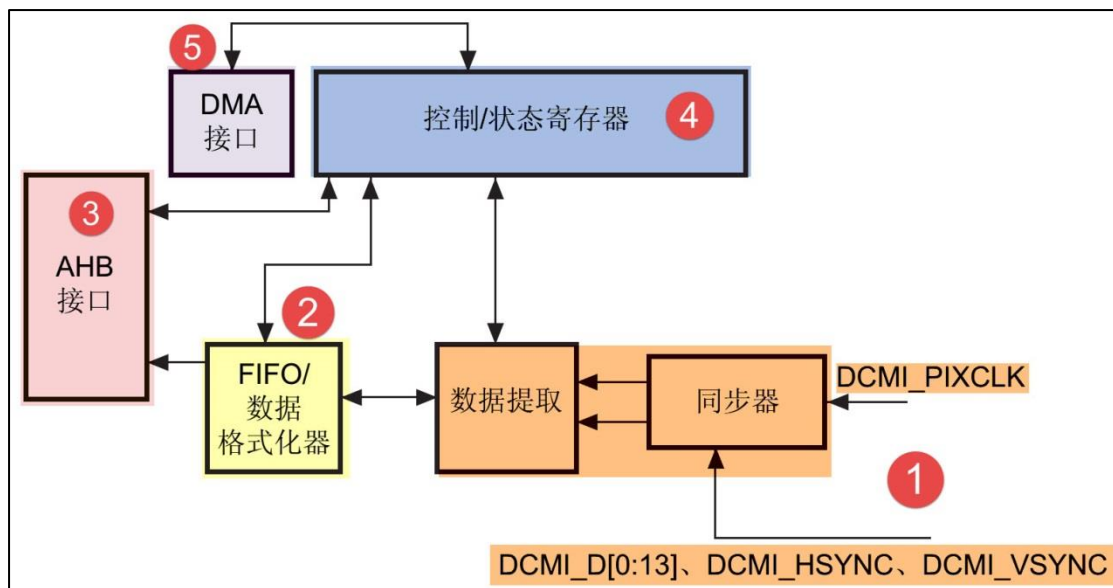 5
DMA
接口
控制/状态寄存器
4
3
AHB
接口
2
FIFO/
数据
格式化器
数据提取
同步器
DCMI_PIXCLK
1
DCMI_D[0:13]、DCMI_HSYNC、DCMI_VSYNC